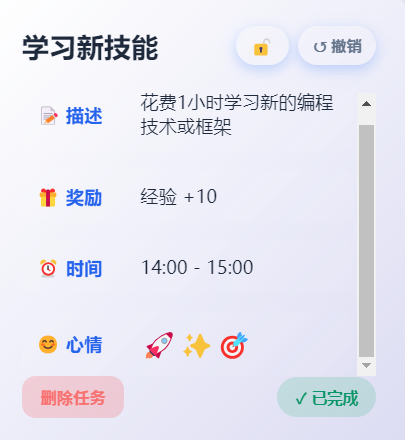 学习新技能
撤销
描述
花费1小时学习新的编程
技术或框架
奖励
经验 +10
时间
14:00 - 15:00
心情
删除任务
✓ 已完成